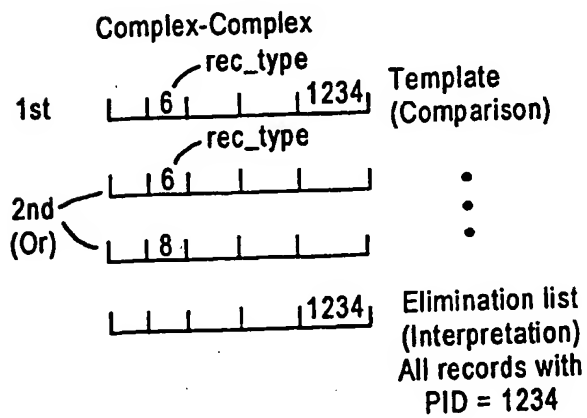 Complex-Complex
rec_type
1st 6 1234 Template
(Comparison)
rec_type
6
2nd
(Or)
8
1234 Elimination list
(Interpretation)
All records with
PID = 1234